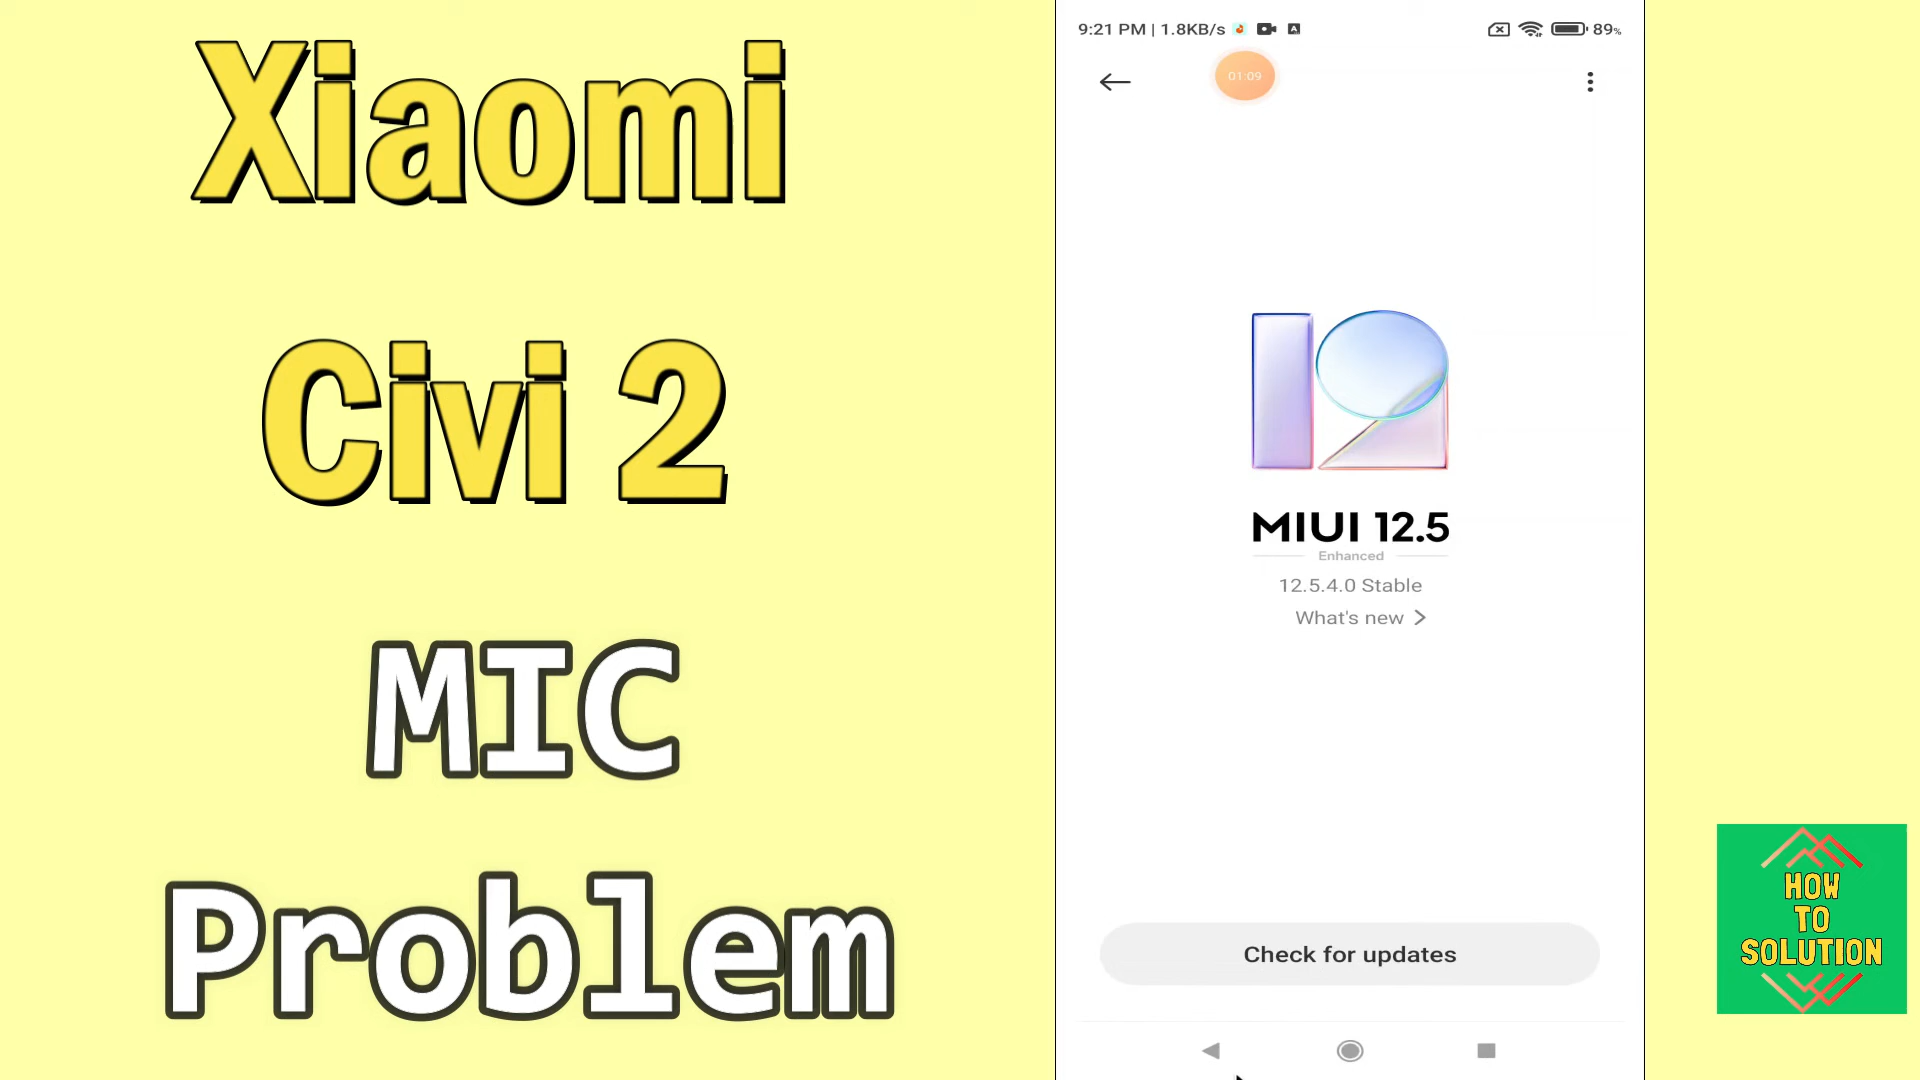 Xiaomi
Civi 2
MIC
Problem
9:21 PM | 1.8KB/s
89%
01:09
MIUI 12.5
Enhanced
12.5.4.0 Stable
What's new >
Check for updates
HOW
TO
SOLUTION